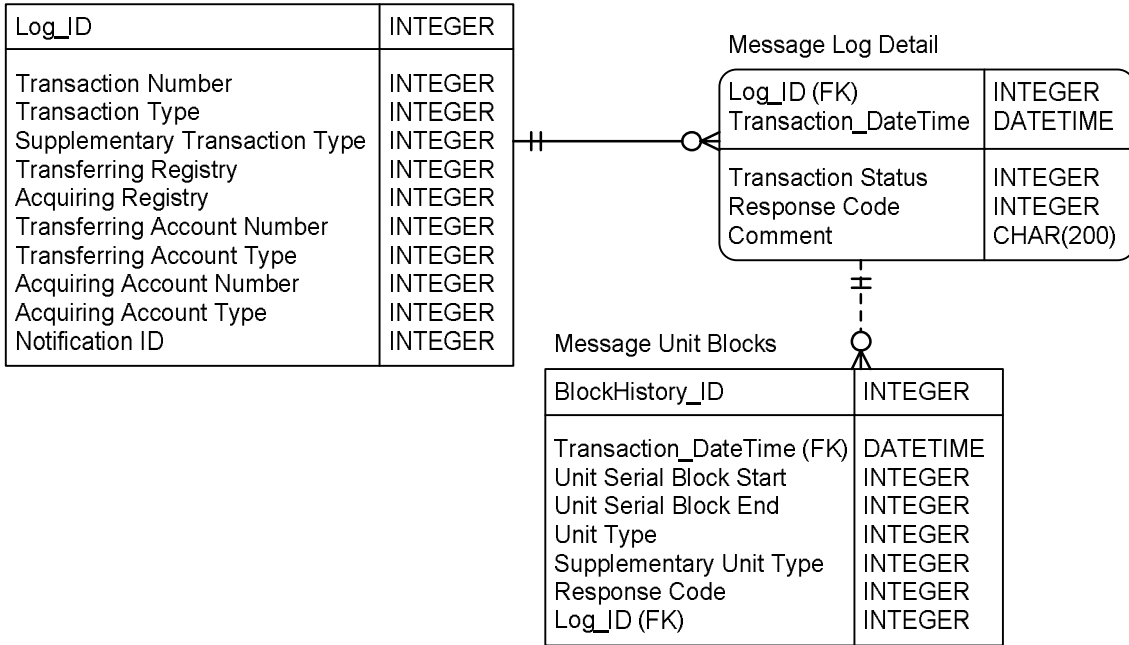 Log_ID INTEGER
Transaction Number INTEGER
Transaction Type INTEGER
Supplementary Transaction Type INTEGER
Transferring Registry INTEGER
Acquiring Registry INTEGER
Transferring Account Number INTEGER
Transferring Account Type INTEGER
Acquiring Account Number INTEGER
Acquiring Account Type INTEGER
Notification ID INTEGER
Message Log Detail
Log_ID (FK) INTEGER
Transaction_DateTime DATETIME
Transaction Status INTEGER
Response Code INTEGER
Comment CHAR(200)
Message Unit Blocks
BlockHistory_ID INTEGER
Transaction_DateTime (FK) DATETIME
Unit Serial Block Start INTEGER
Unit Serial Block End INTEGER
Unit Type INTEGER
Supplementary Unit Type INTEGER
Response Code INTEGER
Log_ID (FK) INTEGER